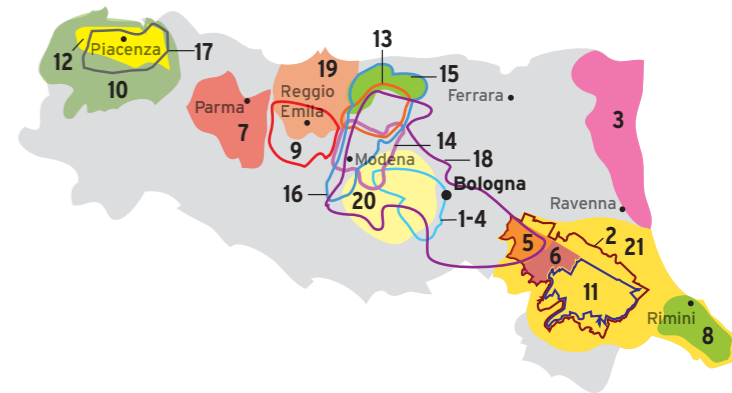 13
12
Piacenza
17
19
15
10
Reggio
Emila
Ferrara
Parma
3
7
9
14
Modena
18
Bologna
16
20
1-4
Ravenna
5
2
21
6
11
Rimini
8